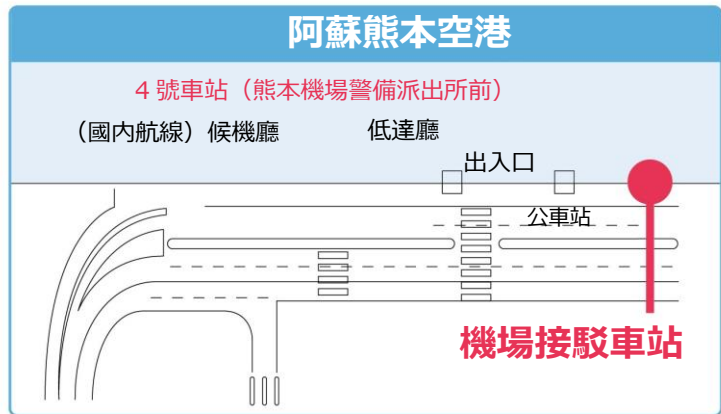 阿蘇熊本空港
4 號車站（熊本機場警備派出所前）
（國内航線）候機廳 低達廳
出入口
公車站
機場接駁車站